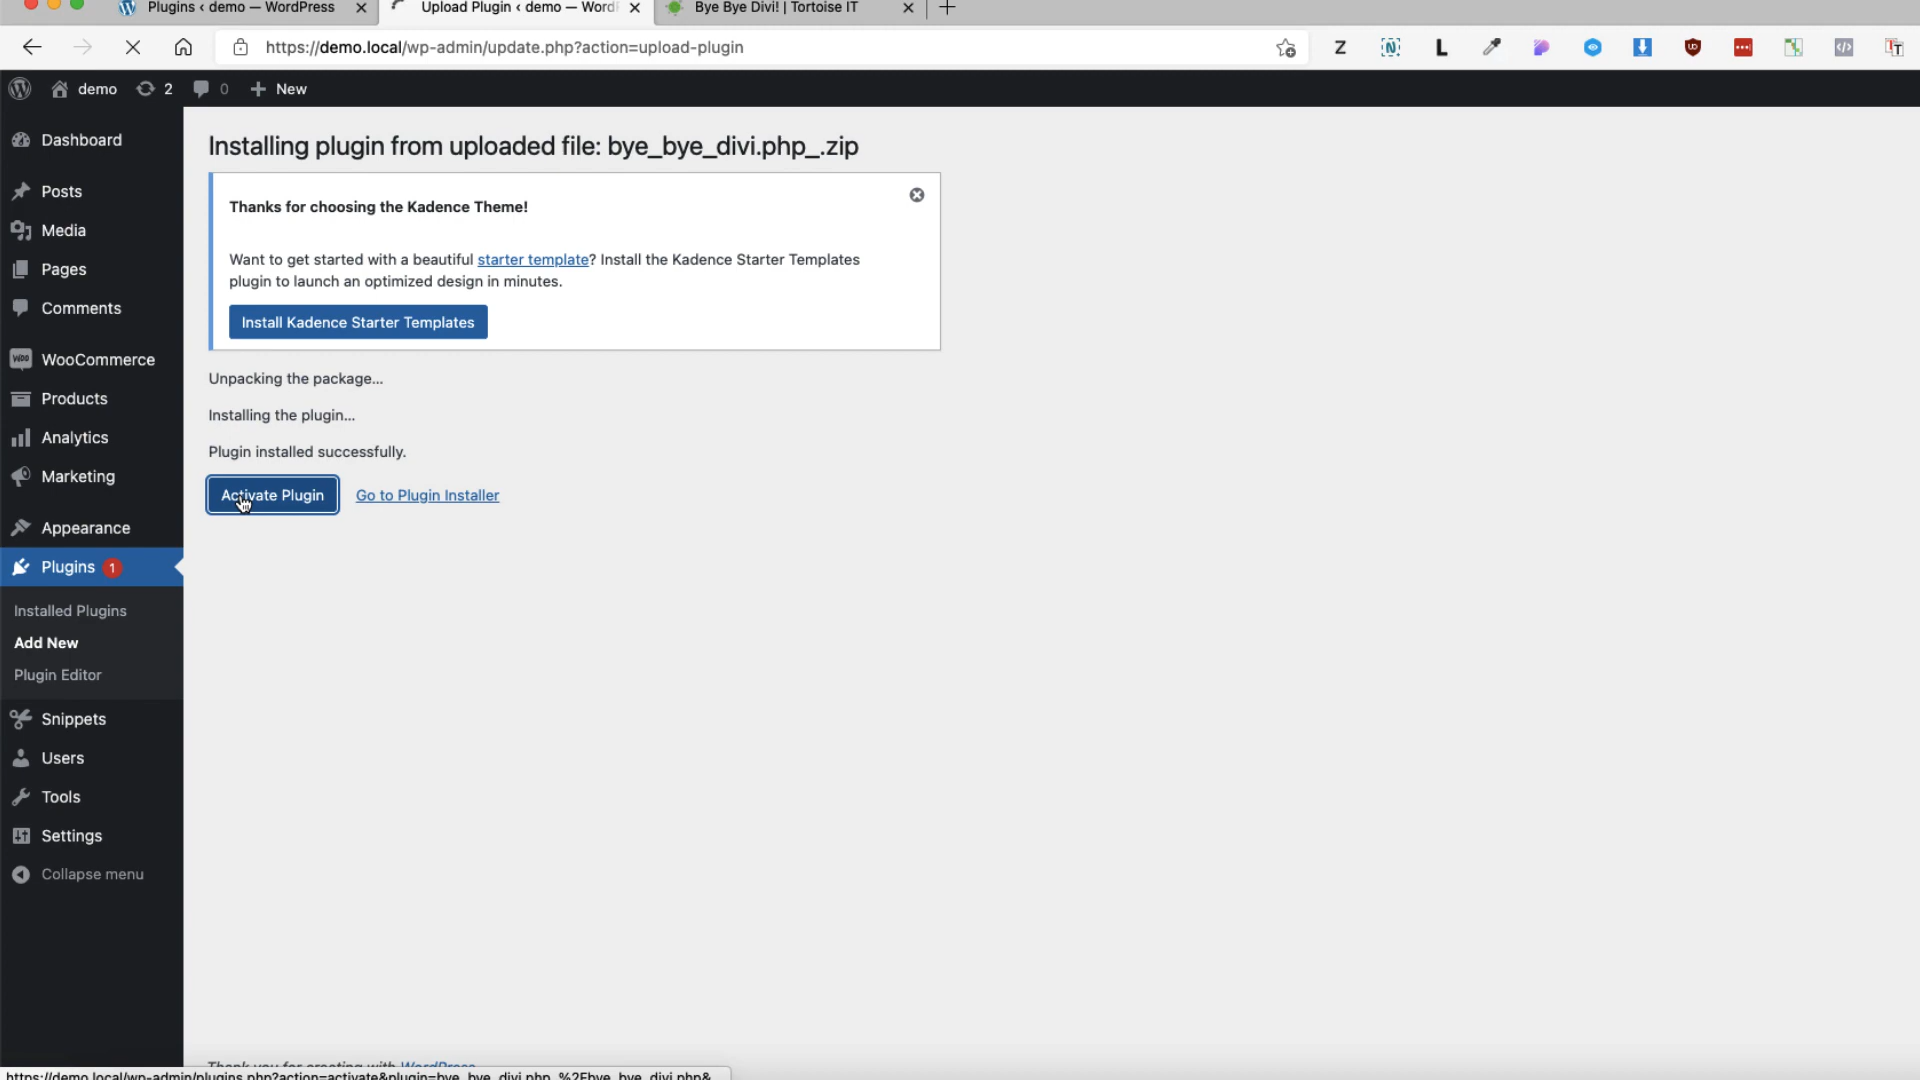 Plugins ‹ demo — WordPress
Upload Plugin ‹ demo — Word
Bye Bye Divi! | Tortoise IT
https://demo.local/wp-admin/update.php?action=upload-plugin
demo
2
0
New
Dashboard
Posts
Media
Pages
Comments
WooCommerce
Products
Analytics
Marketing
Appearance
Plugins 1
Installed Plugins
Add New
Plugin Editor
Snippets
Users
Tools
Settings
Collapse menu
Installing plugin from uploaded file: bye_bye_divi.php_.zip
Thanks for choosing the Kadence Theme!
Want to get started with a beautiful starter template? Install the Kadence Starter Templates
plugin to launch an optimized design in minutes.
Install Kadence Starter Templates
Unpacking the package…
Installing the plugin…
Plugin installed successfully.
Activate Plugin
Go to Plugin Installer
Thank you for creating with WordPress
https://demo.local/wp-admin/plugins.php?action=activate&plugin=bye_bye_divi.php_%2Fbye_bye_divi.php&